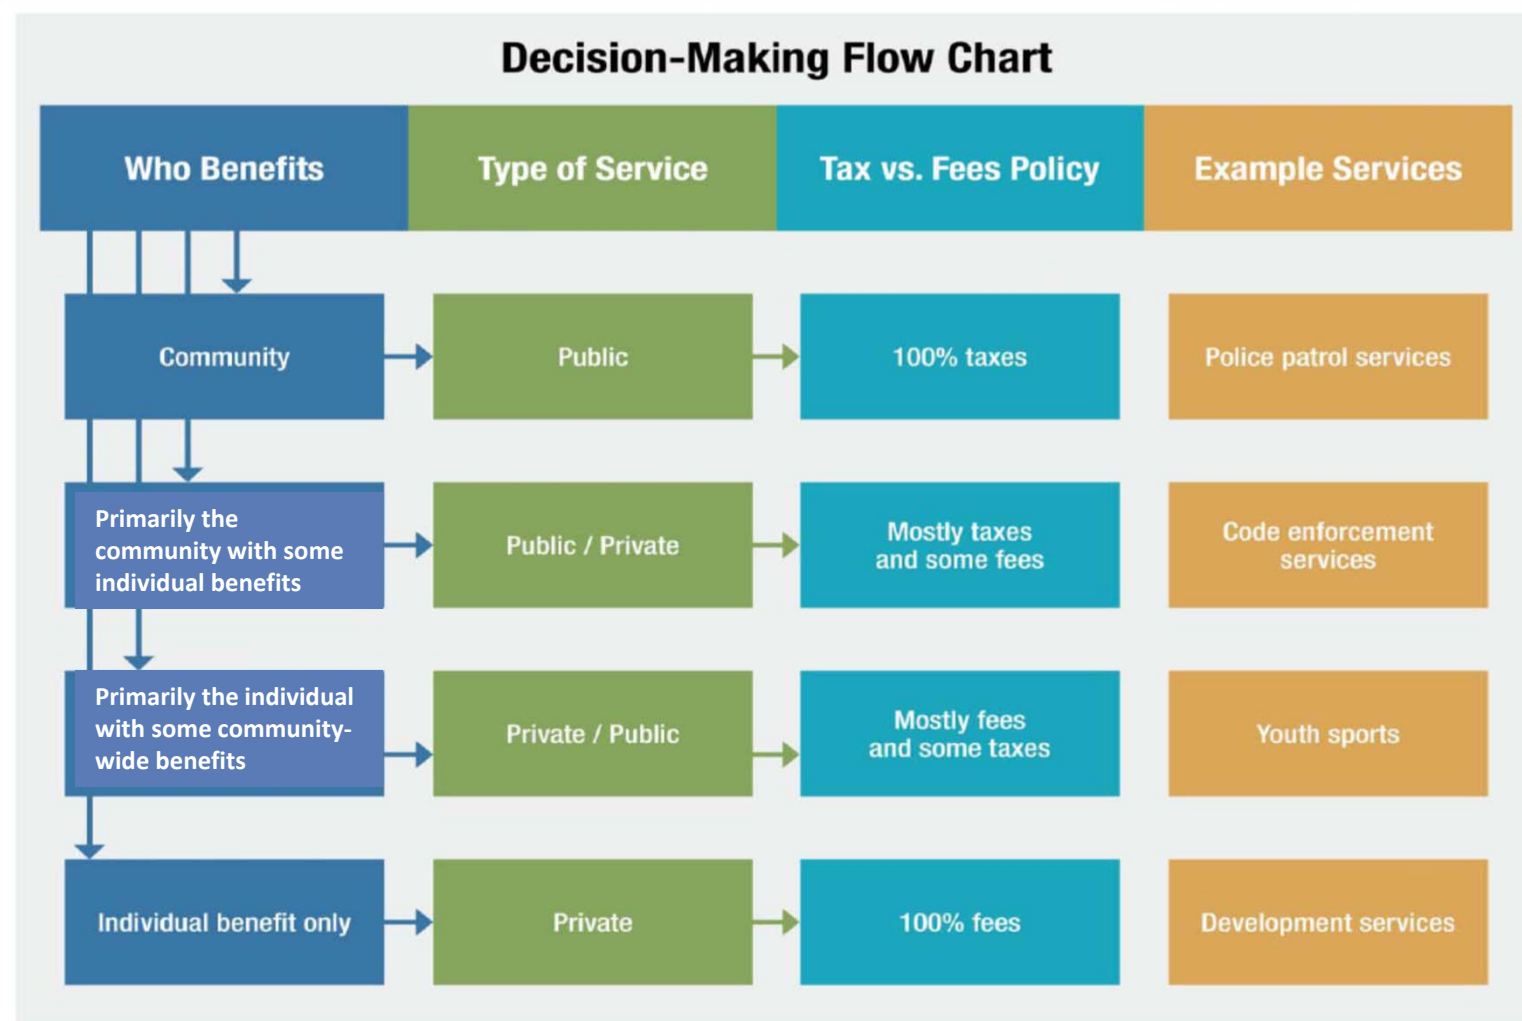 Decision-Making Flow Chart
Who Benefits
Type of Service
Tax vs. Fees Policy
Example Services
Community
Public
100% taxes
Police patrol services
Primarily the
community with some
individual benefits
Public / Private
Mostly taxes
and some fees
Code enforcement
services
Primarily the individual
with some community-
wide benefits
Private / Public
Mostly fees
and some taxes
Youth sports
Individual benefit only
Private
100% fees
Development services